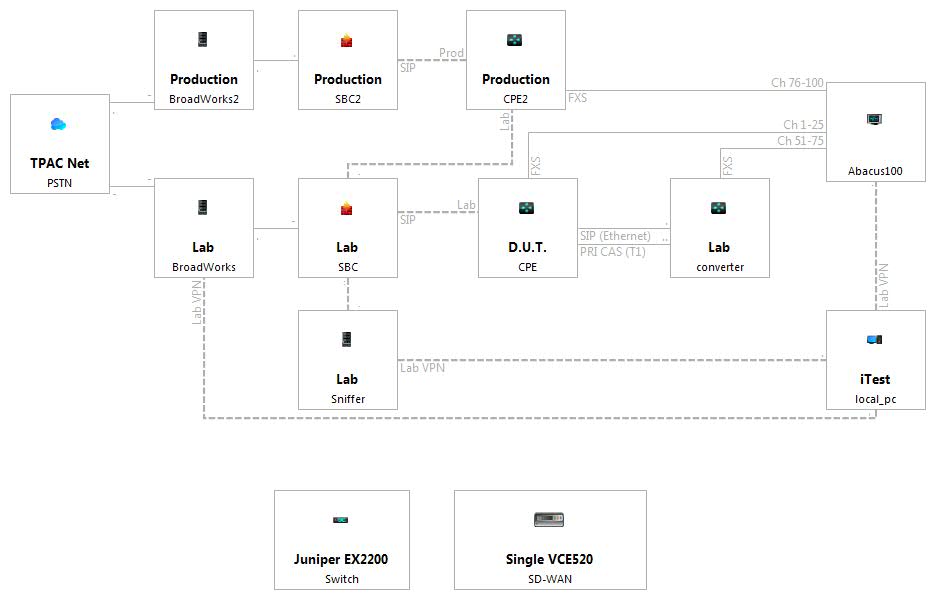 Production
BroadWorks2
Production
SBC2
Prod
SIP
Production
CPE2
FXS
Lab
Ch 76-100
Ch 1-25
Ch 51-75
Abacus100
TPAC Net
PSTN
Lab
BroadWorks
Lab
SBC
Lab
SIP
FXS
D.U.T.
CPE
SIP (Ethernet)
PRI CAS (T1)
FXS
Lab
converter
Lab VPN
Lab VPN
Lab
Sniffer
Lab VPN
iTest
local_pc
Juniper EX2200
Switch
Single VCE520
SD-WAN